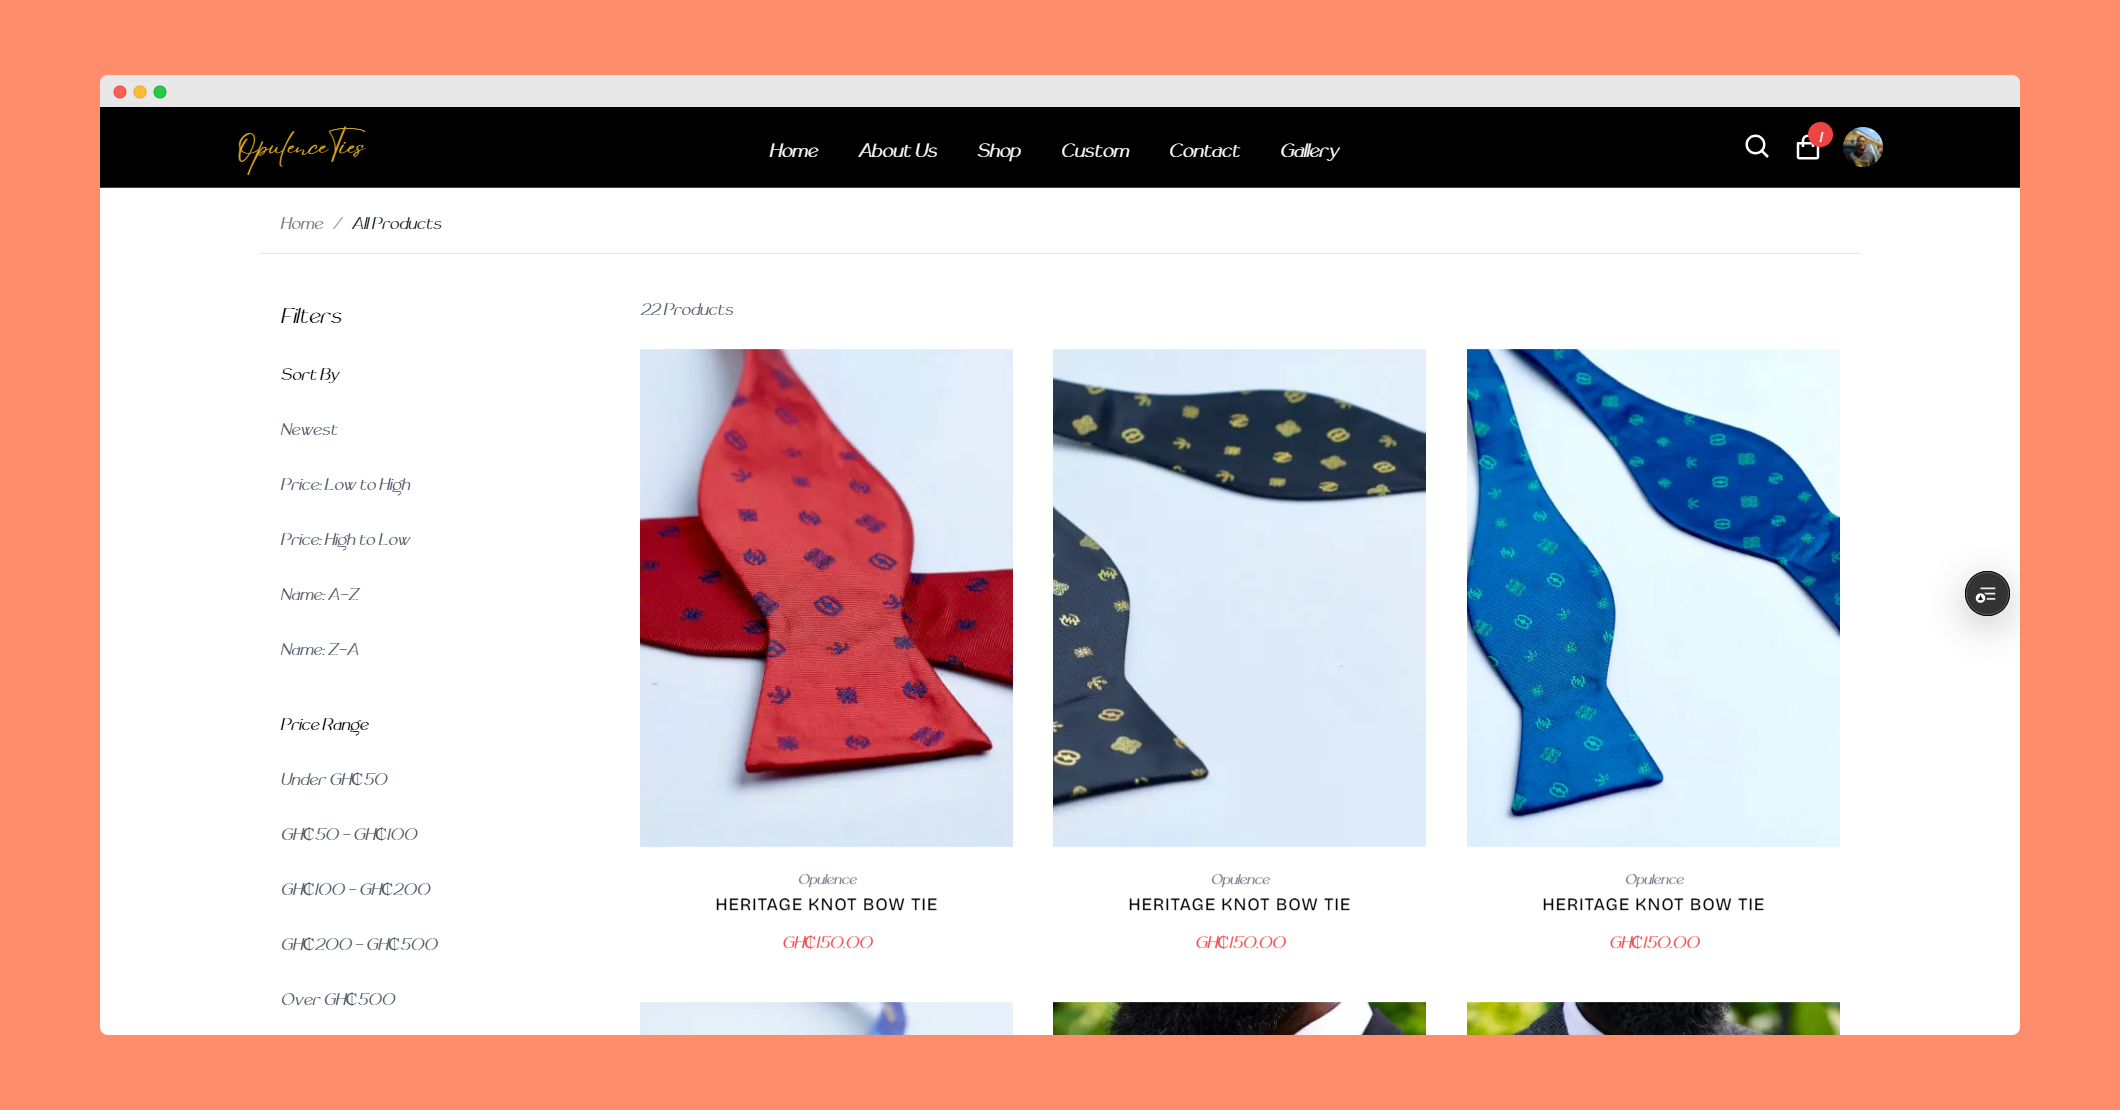 Opulence Ties
Home About Us Shop Custom Contact Gallery
1
Home / All Products
Filters
22 Products
Sort By
Newest
Price: Low to High
Price: High to Low
Name: A-Z
Name: Z-A
Price Range
Under GH₵50
GH₵50 - GH₵100
GH₵100 - GH₵200
GH₵200 - GH₵500
Over GH₵500
Opulence
HERITAGE KNOT BOW TIE
GH₵150.00
Opulence
HERITAGE KNOT BOW TIE
GH₵150.00
Opulence
HERITAGE KNOT BOW TIE
GH₵150.00